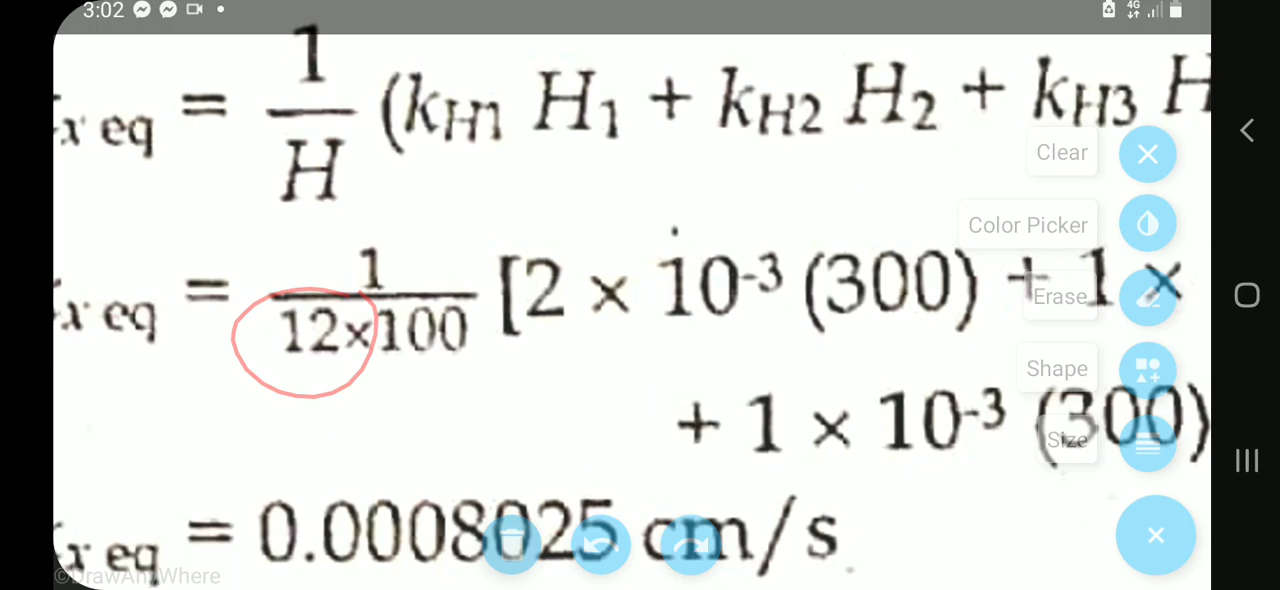 3:02 4G
x eq = 1/H (kH1 H1 + kH2 H2 + kH3 H
Clear
Color Picker
x eq = 1/12×100 [2 × 10-3 (300) + 1 ×
Erase
Shape
+ 1 × 10-3 (300)
Size
x eq = 0.0008025 cm/s
©DrawAnyWhere